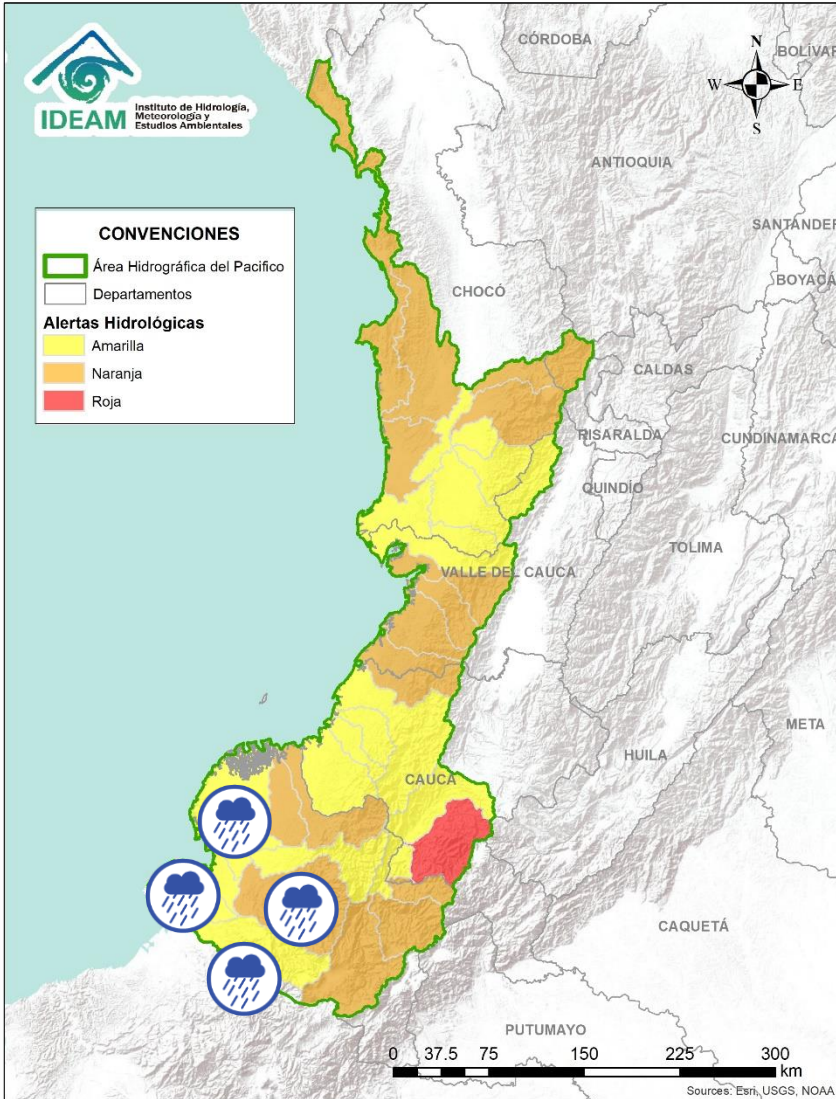 IDEAM
Instituto de Hidrología,
Meteorología y
Estudios Ambientales
CÓRDOBA
BOLÍVAR
N
W
E
S
ANTIOQUIA
SANTANDER
BOYACÁ
CONVENCIONES
Área Hidrográfica del Pacifico
Departamentos
Alertas Hidrológicas
Amarilla
Naranja
Roja
CHOCÓ
CALDAS
RISARALDA
CUNDINAMARCA
QUINDÍO
TOLIMA
VALLE DEL CAUCA
META
HUILA
CAUCA
CAQUETÁ
PUTUMAYO
0 37.5 75 150 225 300
km
Sources: Esri, USGS, NOAA